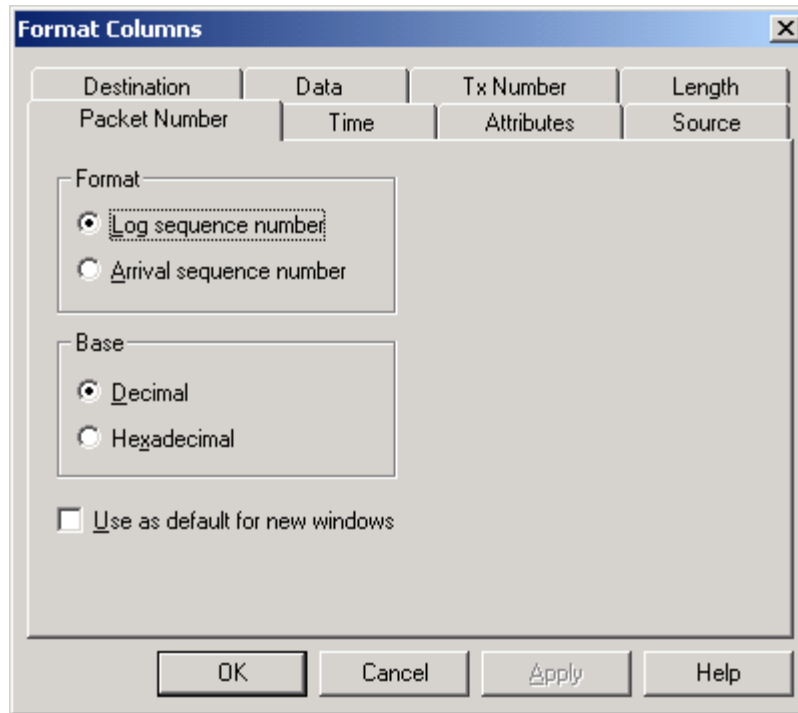 Format Columns
Destination Data Tx Number Length
Packet Number Time Attributes Source
Format
Log sequence number
Arrival sequence number
Base
Decimal
Hexadecimal
Use as default for new windows
OK Cancel Apply Help